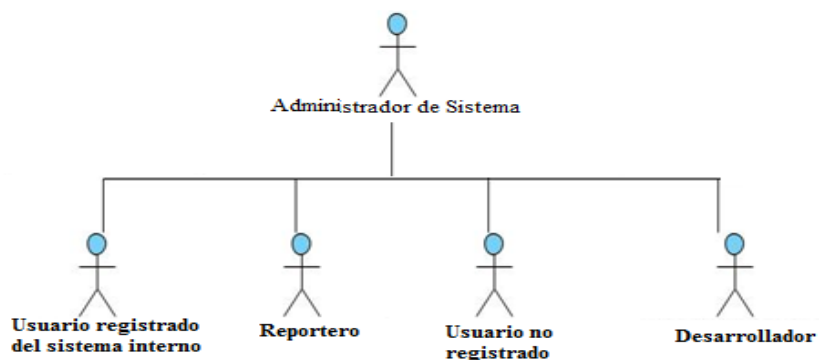 Administrador de Sistema
Usuario registrado
del sistema interno
Reportero
Usuario no
registrado
Desarrollador